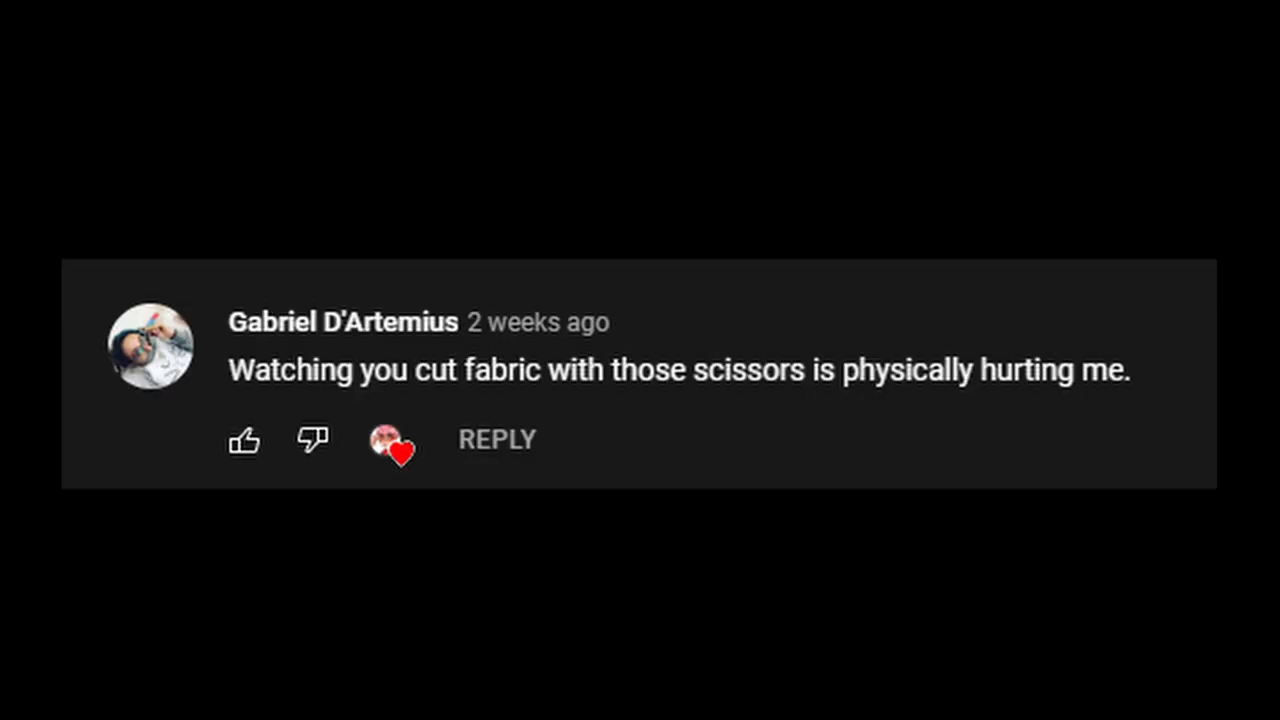 Gabriel D'Artemius 2 weeks ago
Watching you cut fabric with those scissors is physically hurting me.
REPLY